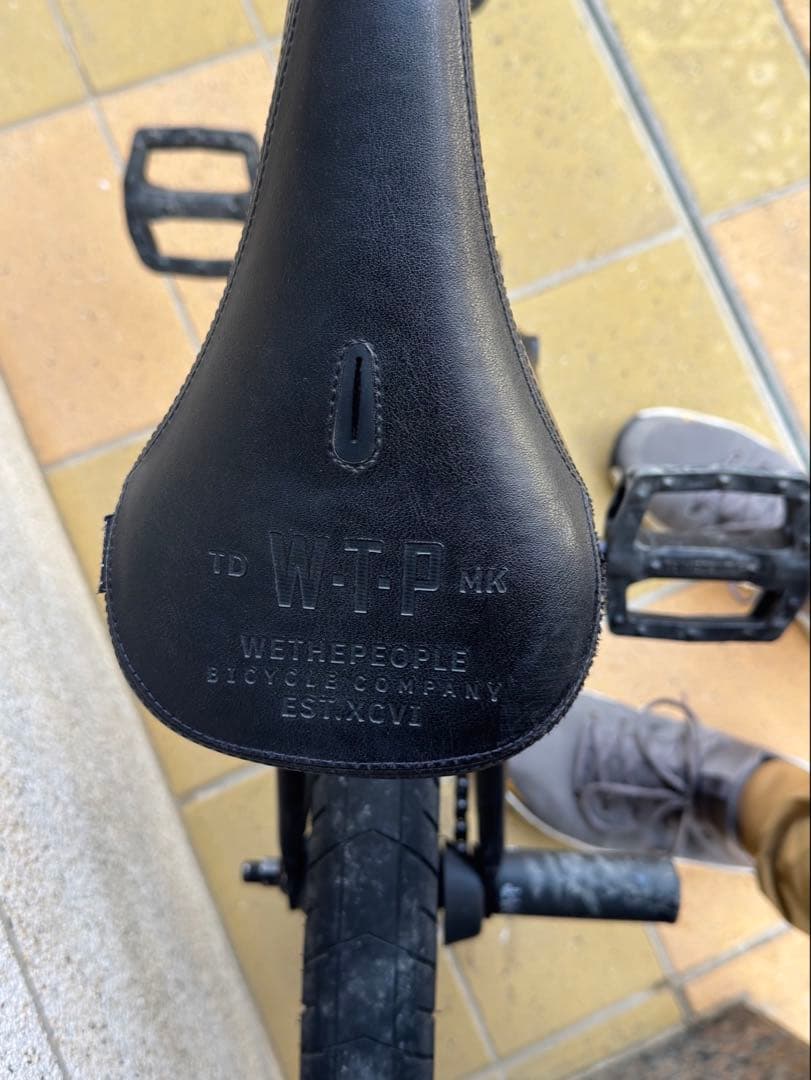 TD W·T·P MK
WETHEPEOPLE
BICYCLE COMPANY
EST.XCVI